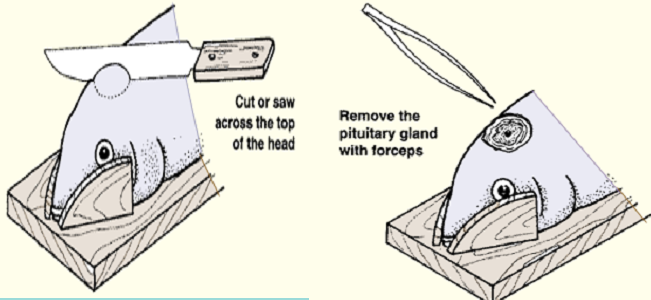 Cut or saw
across the top
of the head
Remove the
pituitary gland
with forceps